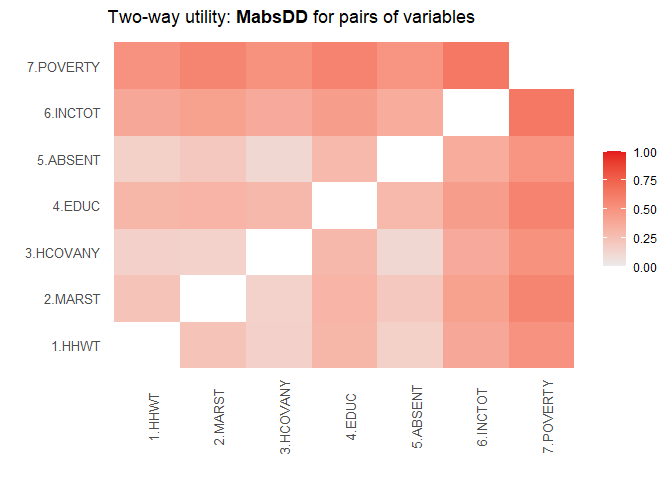 Two-way utility: MabsDD for pairs of variables
7.POVERTY
6.INCTOT
5.ABSENT
4.EDUC
3.HCOVANY
2.MARST
1.HHWT
1.00
0.75
0.50
0.25
0.00
1.HHWT
2.MARST
3.HCOVANY
4.EDUC
5.ABSENT
6.INCTOT
7.POVERTY